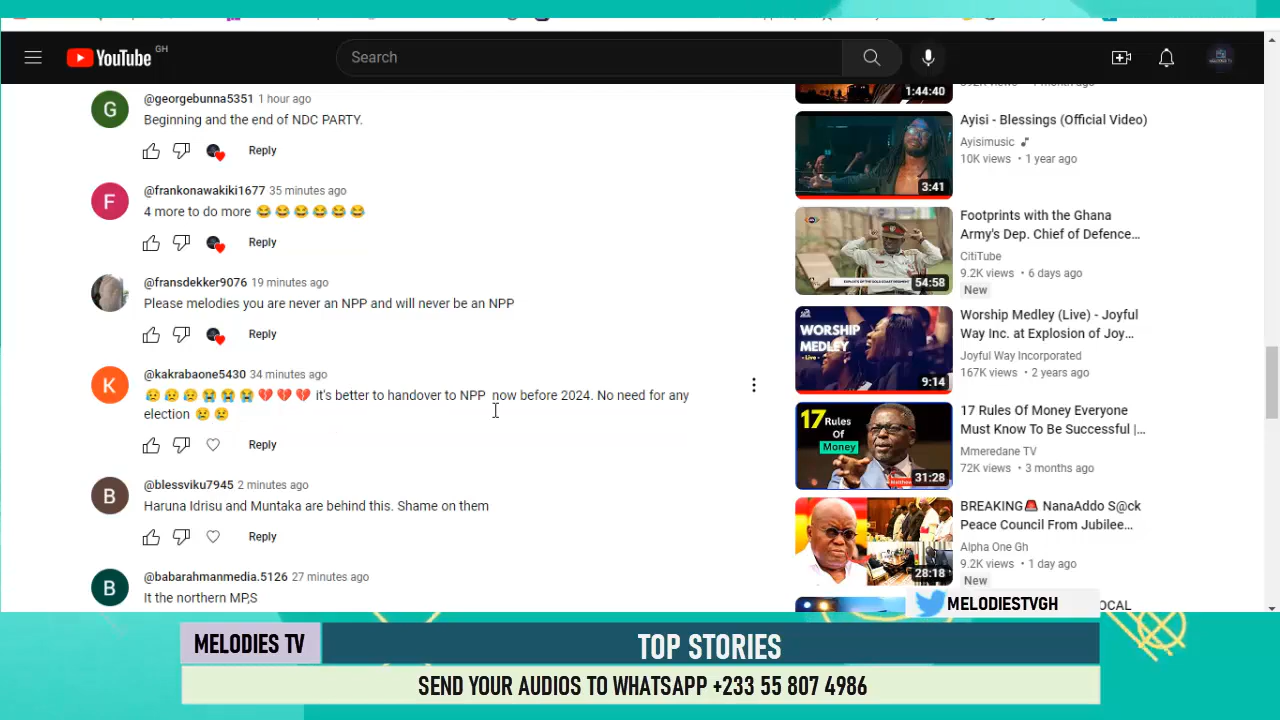 YouTube GH
Search
@georgebunna5351 1 hour ago
Beginning and the end of NDC PARTY.
Reply
@frankonawakiki1677 35 minutes ago
4 more to do more 😂😂😂😂😂😂
Reply
@fransdekker9076 19 minutes ago
Please melodies you are never an NPP and will never be an NPP
Reply
@kakrabaone5430 34 minutes ago
😥😥😥😭😭😭💔💔💔 it's better to handover to NPP now before 2024. No need for any
election 😢😢
Reply
@blessviku7945 2 minutes ago
Haruna Idrisu and Muntaka are behind this. Shame on them
Reply
@babarahmanmedia.5126 27 minutes ago
It the northern MP,S
G
F
K
B
B
1:44:40
Ayisi - Blessings (Official Video)
Ayisimusic
10K views • 1 year ago
3:41
Footprints with the Ghana
Army's Dep. Chief of Defence...
CitiTube
9.2K views • 6 days ago
New
54:58
Worship Medley (Live) - Joyful
Way Inc. at Explosion of Joy...
Joyful Way Incorporated
167K views • 2 years ago
WORSHIP
MEDLEY
Live
9:14
17 Rules Of Money Everyone
Must Know To Be Successful |...
Mmeredane TV
72K views • 3 months ago
17 Rules
Of
Money
31:28
BREAKING🚨 NanaAddo S@ck
Peace Council From Jubilee...
Alpha One Gh
9.2K views • 1 day ago
New
28:18
MELODIESTVGH
OCAL
MELODIES TV
TOP STORIES
SEND YOUR AUDIOS TO WHATSAPP +233 55 807 4986